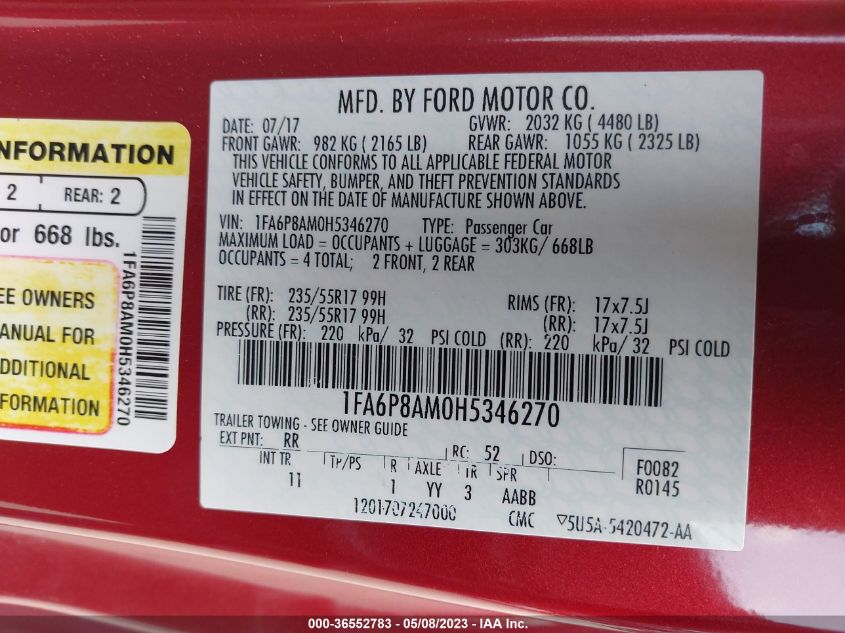 NFORMATION
2 REAR: 2
or 668 lbs.
EE OWNERS
ANUAL FOR
ADDITIONAL
FORMATION
1FA6P8AM0H5346270
MFD. BY FORD MOTOR CO.
DATE: 07/17 GVWR: 2032 KG ( 4480 LB)
FRONT GAWR: 982 KG ( 2165 LB) REAR GAWR: 1055 KG ( 2325 LB)
THIS VEHICLE CONFORMS TO ALL APPLICABLE FEDERAL MOTOR
VEHICLE SAFETY, BUMPER, AND THEFT PREVENTION STANDARDS
IN EFFECT ON THE DATE OF MANUFACTURE SHOWN ABOVE.
VIN: 1FA6P8AM0H5346270 TYPE: Passenger Car
MAXIMUM LOAD = OCCUPANTS + LUGGAGE = 303KG/ 668LB
OCCUPANTS = 4 TOTAL; 2 FRONT, 2 REAR
TIRE (FR): 235/55R17 99H RIMS (FR): 17x7.5J
(RR): 235/55R17 99H (RR): 17x7.5J
PRESSURE (FR): 220 kPa/ 32 PSI COLD (RR): 220 kPa/ 32 PSI COLD
1FA6P8AM0H5346270
TRAILER TOWING - SEE OWNER GUIDE
EXT PNT: RR RC: 52 DSO: F0082
INT TR TP/PS R AXLE TR SPR R0145
11 1 YY 3 AABB
1201707247000 CMC 5U5A-5420472-AA
000-36552783 - 05/08/2023 - IAA Inc.